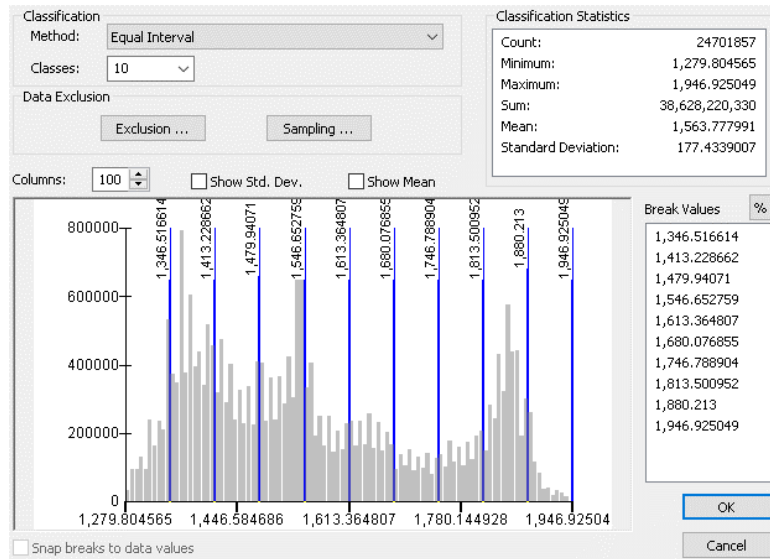 Classification
Method: Equal Interval
Classes: 10
Data Exclusion
Exclusion ...
Sampling ...
Classification Statistics
Count: 24701857
Minimum: 1,279.804565
Maximum: 1,946.925049
Sum: 38,628,220,330
Mean: 1,563.777991
Standard Deviation: 177.4339007
Columns: 100
Show Std. Dev.
Show Mean
800000
600000
400000
200000
0
1,346.516614
1,413.228662
1,479.94071
1,546.652759
1,613.364807
1,680.076855
1,746.788904
1,813.500952
1,880.213
1,946.925049
1,279.804565 1,446.584686 1,613.364807 1,780.144928 1,946.92504
Break Values %
1,346.516614
1,413.228662
1,479.94071
1,546.652759
1,613.364807
1,680.076855
1,746.788904
1,813.500952
1,880.213
1,946.925049
OK
Cancel
Snap breaks to data values